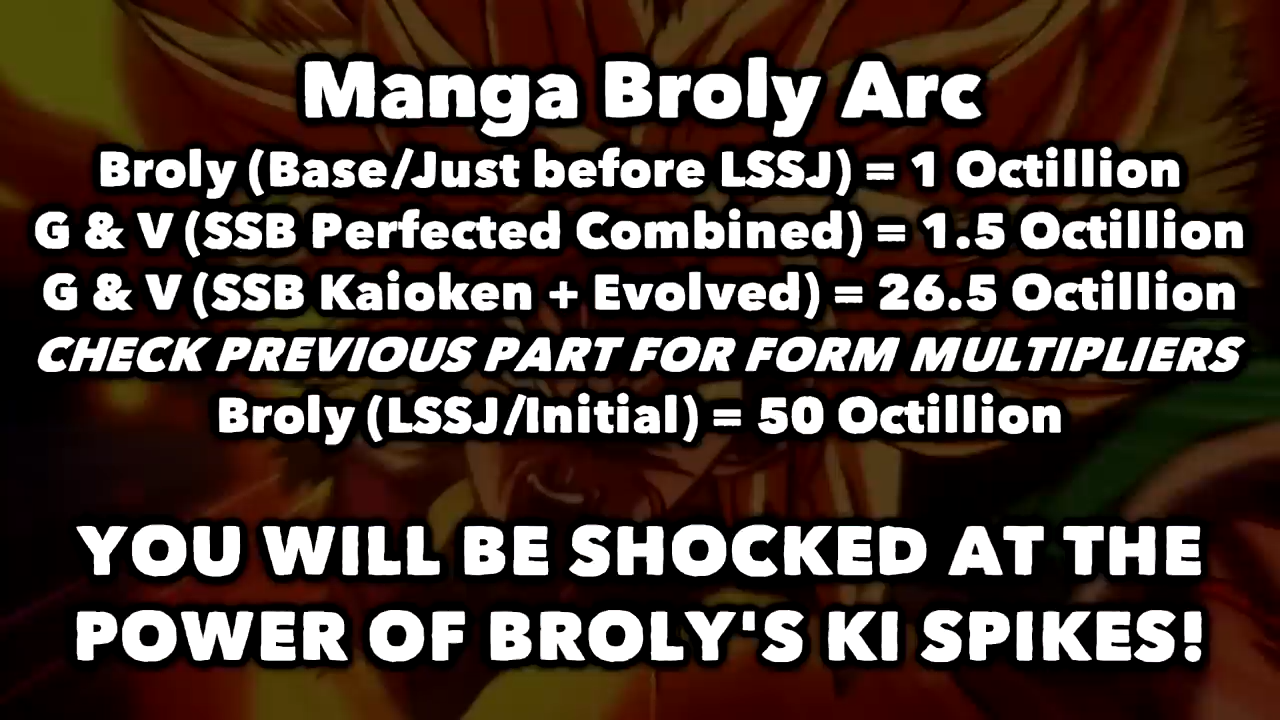 Manga Broly Arc
Broly (Base/Just before LSSJ) = 1 Octillion
G & V (SSB Perfected Combined) = 1.5 Octillion
G & V (SSB Kaioken + Evolved) = 26.5 Octillion
CHECK PREVIOUS PART FOR FORM MULTIPLIERS
Broly (LSSJ/Initial) = 50 Octillion
YOU WILL BE SHOCKED AT THE
POWER OF BROLY'S KI SPIKES!